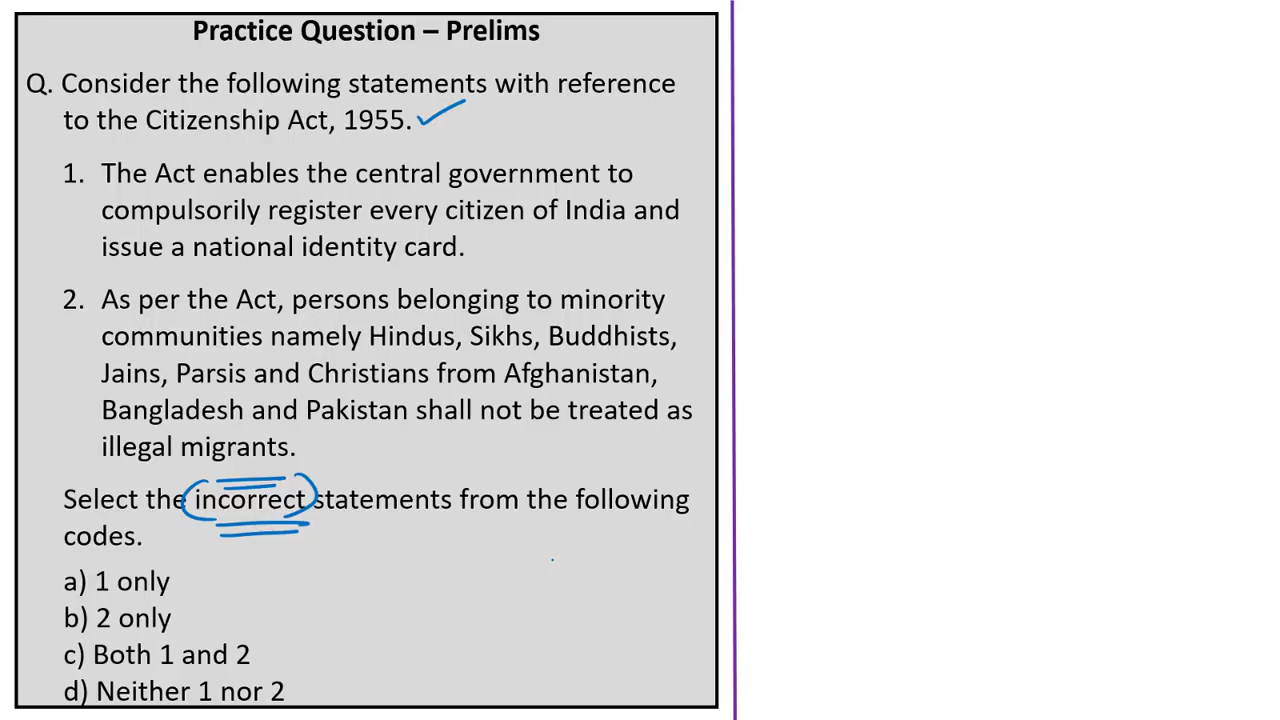 Practice Question – Prelims
Q. Consider the following statements with reference
to the Citizenship Act, 1955.
1. The Act enables the central government to
compulsorily register every citizen of India and
issue a national identity card.
2. As per the Act, persons belonging to minority
communities namely Hindus, Sikhs, Buddhists,
Jains, Parsis and Christians from Afghanistan,
Bangladesh and Pakistan shall not be treated as
illegal migrants.
Select the incorrect statements from the following
codes.
a) 1 only
b) 2 only
c) Both 1 and 2
d) Neither 1 nor 2